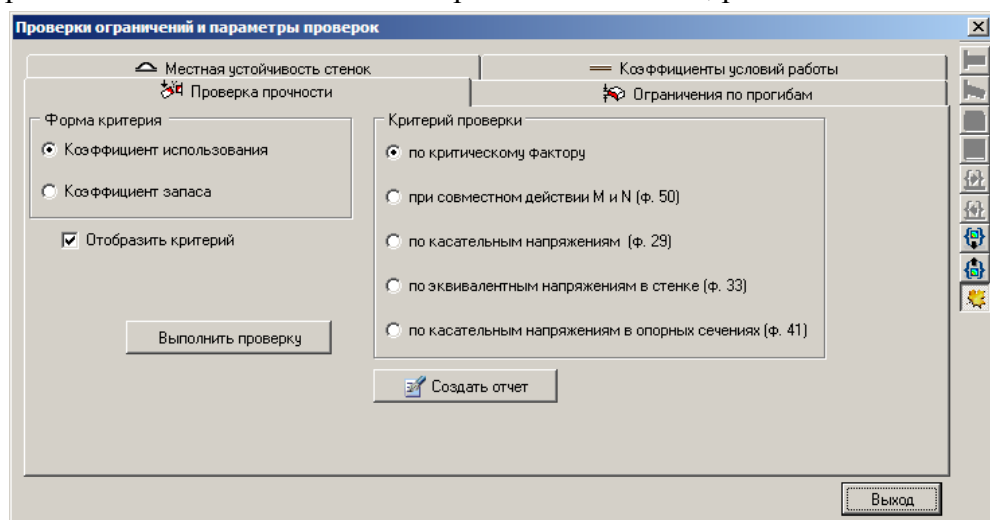 Проверки ограничений и параметры проверок
Местная устойчивость стенок
Коэффициенты условий работы
Проверка прочности
Ограничения по прогибам
Форма критерия
Коэффициент использования
Коэффициент запаса
Отобразить критерий
Выполнить проверку
Критерий проверки
по критическому фактору
при совместном действии М и N (ф. 50)
по касательным напряжениям (ф. 29)
по эквивалентным напряжениям в стенке (ф. 33)
по касательным напряжениям в опорных сечениях (ф. 41)
Создать отчет
Выход